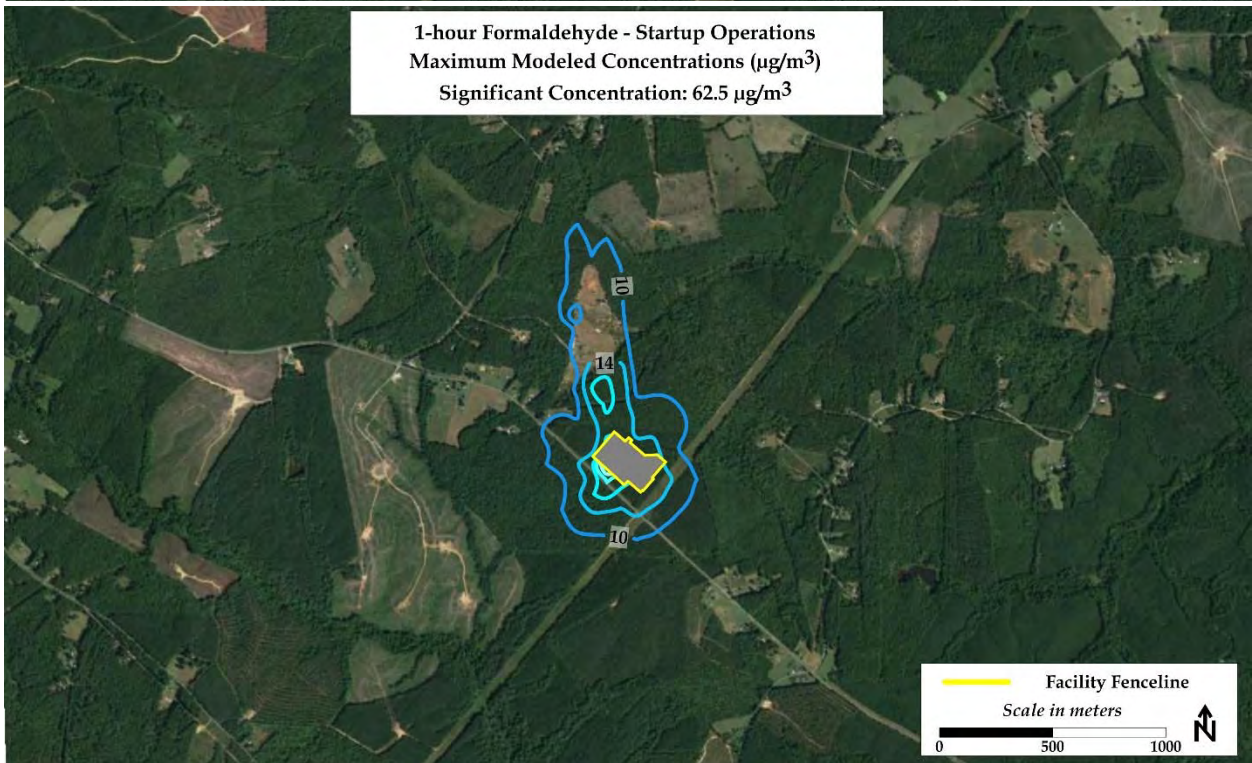 1-hour Formaldehyde - Startup Operations
Maximum Modeled Concentrations (µg/m³)
Significant Concentration: 62.5 µg/m³
10
14
10
Facility Fenceline
Scale in meters
N
0 500 1000